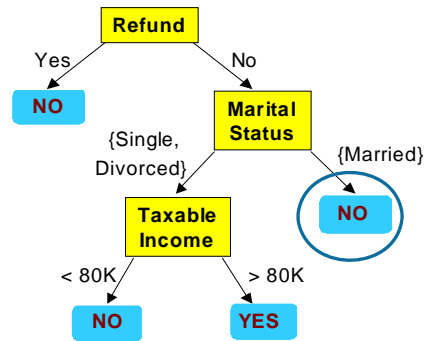 Refund
Yes
No
NO
Marital
Status
{Single,
Divorced}
{Married}
Taxable
Income
NO
< 80K
> 80K
NO
YES